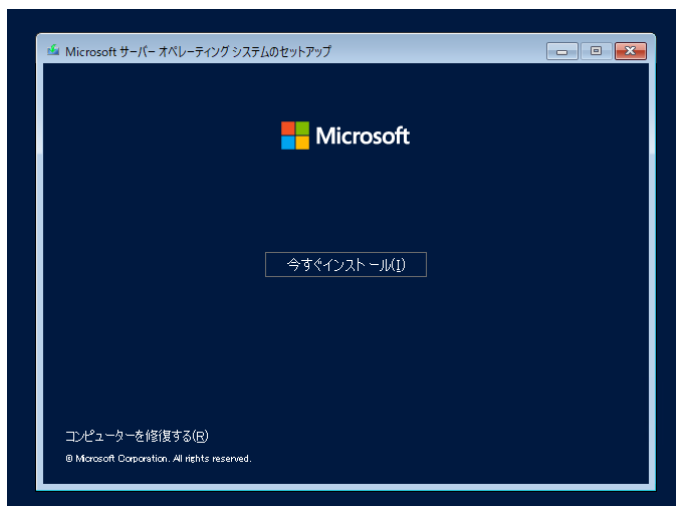 Microsoft サーバー オペレーティング システムのセットアップ
Microsoft
今すぐインストール(I)
コンピューターを修復する(R)
© Microsoft Corporation. All rights reserved.